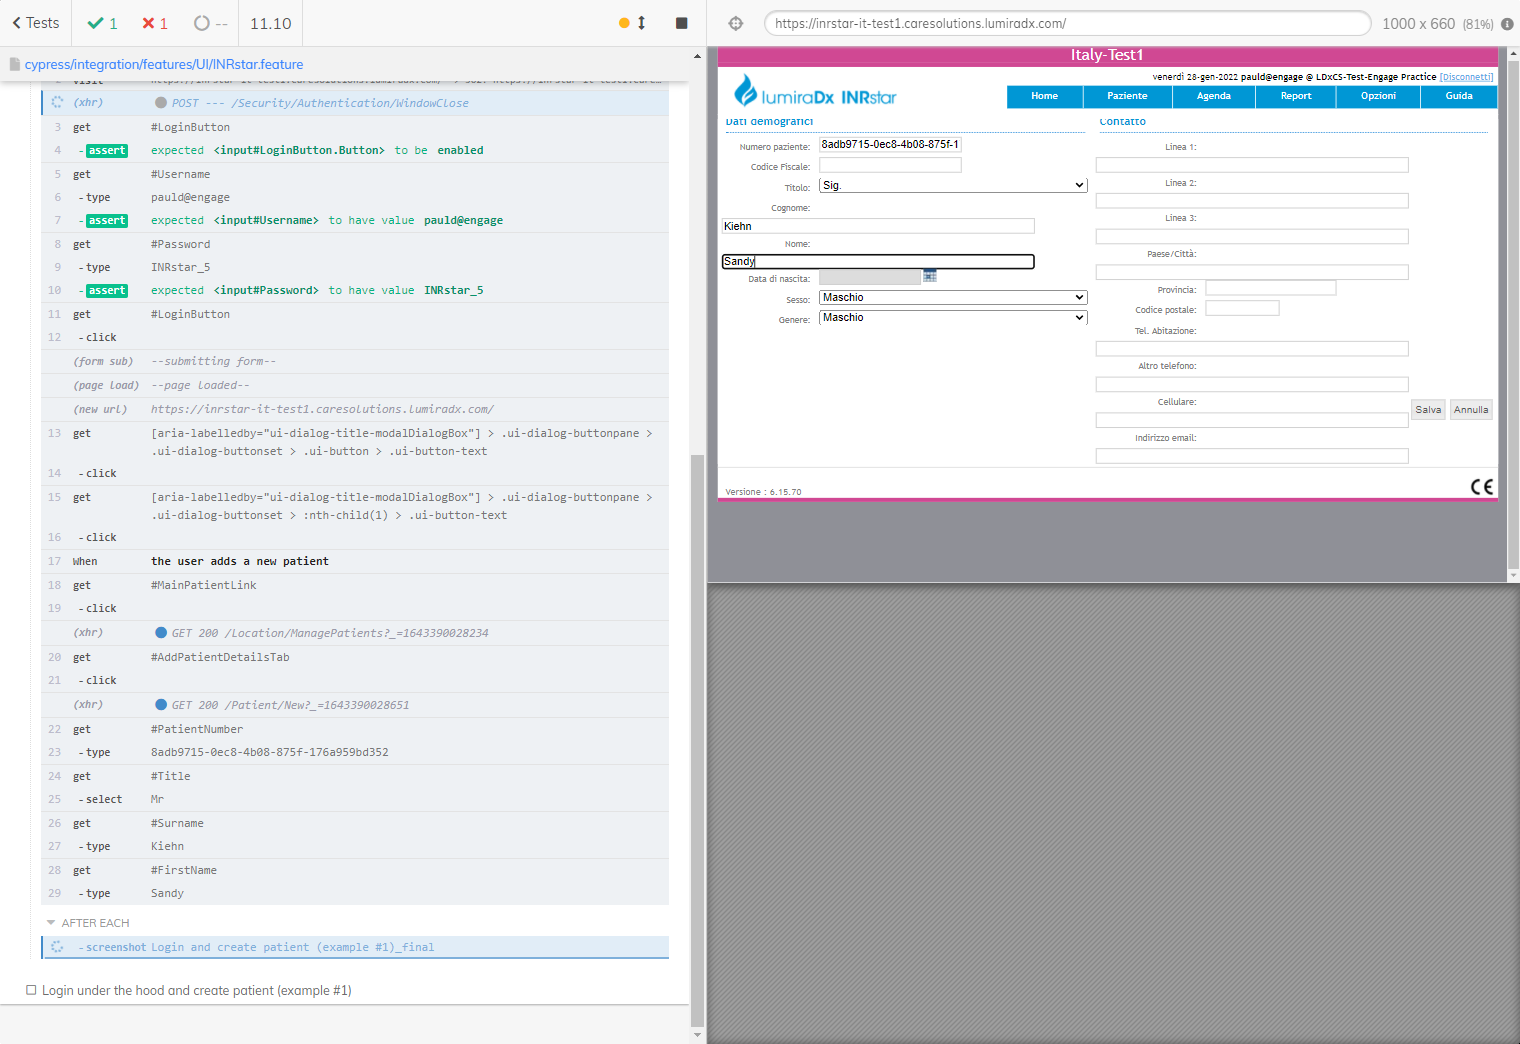 Tests
1
1
--
11.10
https://inrstar-it-test1.caresolutions.lumiradx.com/
1000 x 660 (81%)
cypress/integration/features/UI/INRstar.feature
(xhr) POST --- /Security/Authentication/WindowClose
3 get #LoginButton
4 -assert expected <input#LoginButton.Button> to be enabled
5 get #Username
6 -type pauld@engage
7 -assert expected <input#Username> to have value pauld@engage
8 get #Password
9 -type INRstar_5
10 -assert expected <input#Password> to have value INRstar_5
11 get #LoginButton
12 -click
(form sub) --submitting form--
(page load) --page loaded--
(new url) https://inrstar-it-test1.caresolutions.lumiradx.com/
13 get [aria-labelledby="ui-dialog-title-modalDialogBox"] > .ui-dialog-buttonpane >
.ui-dialog-buttonset > .ui-button > .ui-button-text
14 -click
15 get [aria-labelledby="ui-dialog-title-modalDialogBox"] > .ui-dialog-buttonpane >
.ui-dialog-buttonset > :nth-child(1) > .ui-button-text
16 -click
17 When the user adds a new patient
18 get #MainPatientLink
19 -click
(xhr) GET 200 /Location/ManagePatients?_=1643390028234
20 get #AddPatientDetailsTab
21 -click
(xhr) GET 200 /Patient/New?_=1643390028651
22 get #PatientNumber
23 -type 8adb9715-0ec8-4b08-875f-176a959bd352
24 get #Title
25 -select Mr
26 get #Surname
27 -type Kiehn
28 get #FirstName
29 -type Sandy
AFTER EACH
-screenshot Login and create patient (example #1)_final
Login under the hood and create patient (example #1)
Italy-Test1
venerdì 28-gen-2022 pauld@engage @ LDxCS-Test-Engage Practice [Disconnetti]
lumiraDx INRstar
Home Paziente Agenda Report Opzioni Guida
Dati demografici
Numero paziente: 8adb9715-0ec8-4b08-875f-1
Codice Fiscale:
Titolo: Sig.
Cognome:
Kiehn
Nome:
Sandy
Data di nascita:
Sesso: Maschio
Genere: Maschio
Contatto
Linea 1:
Linea 2:
Linea 3:
Paese/Città:
Provincia:
Codice postale:
Tel. Abitazione:
Altro telefono:
Cellulare:
Salva Annulla
Indirizzo email:
Versione : 6.15.70
CE